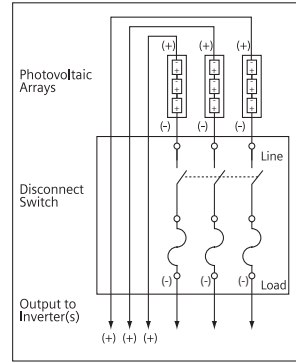 (+) (+) (+)
Photovoltaic
Arrays
(-) (-) (-)
Line
Disconnect
Switch
(-) (-) (-)
Load
Output to
Inverter(s)
(+) (+) (+)